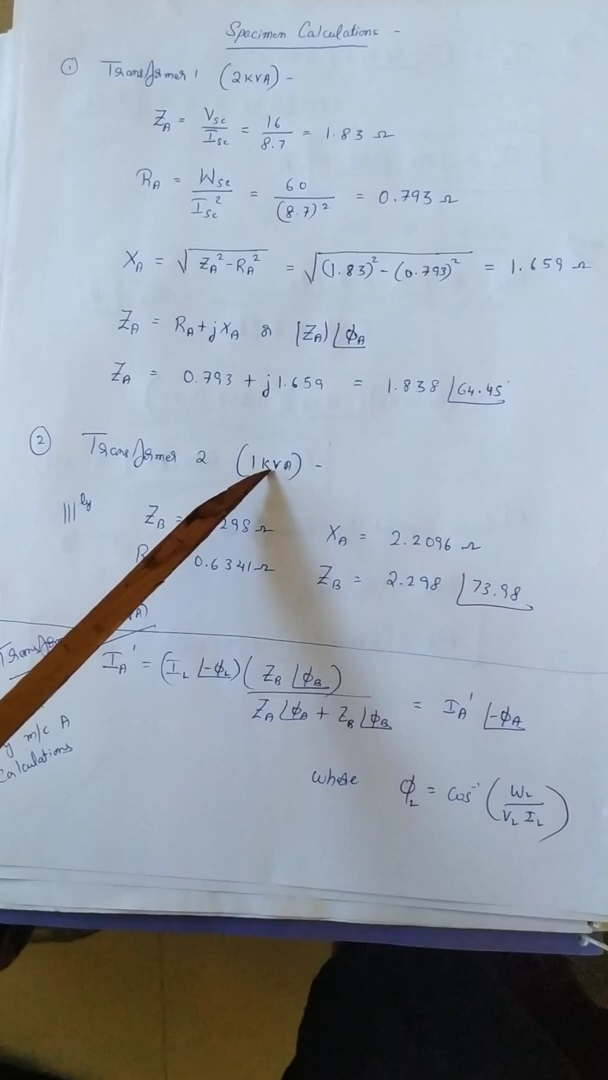 Specimen Calculations -
① Transformer 1 (2KVA) -
Z_A = V_sc / I_sc = 16 / 8.7 = 1.83 Ω
R_A = W_sc / I_sc² = 60 / (8.7)² = 0.793 Ω
X_A = √(Z_A² - R_A²) = √((1.83)² - (0.793)²) = 1.659 Ω
Z_A = R_A + jX_A or |Z_A| ∠φ_A
Z_A = 0.793 + j1.659 = 1.838 ∠64.45°
② Transformer 2 (1KVA) -
|||ly Z_B = 298 Ω X_A = 2.2096 Ω
R 0.6341 Ω Z_B = 2.298 ∠73.98
A)
Transform
I_A' = (I_L ∠-φ_L) (Z_B ∠φ_B) / (Z_A ∠φ_A + Z_B ∠φ_B) = I_A' ∠-φ_A
y m/c A
Calculations
where φ_L = cos⁻¹ (W_L / V_L I_L)